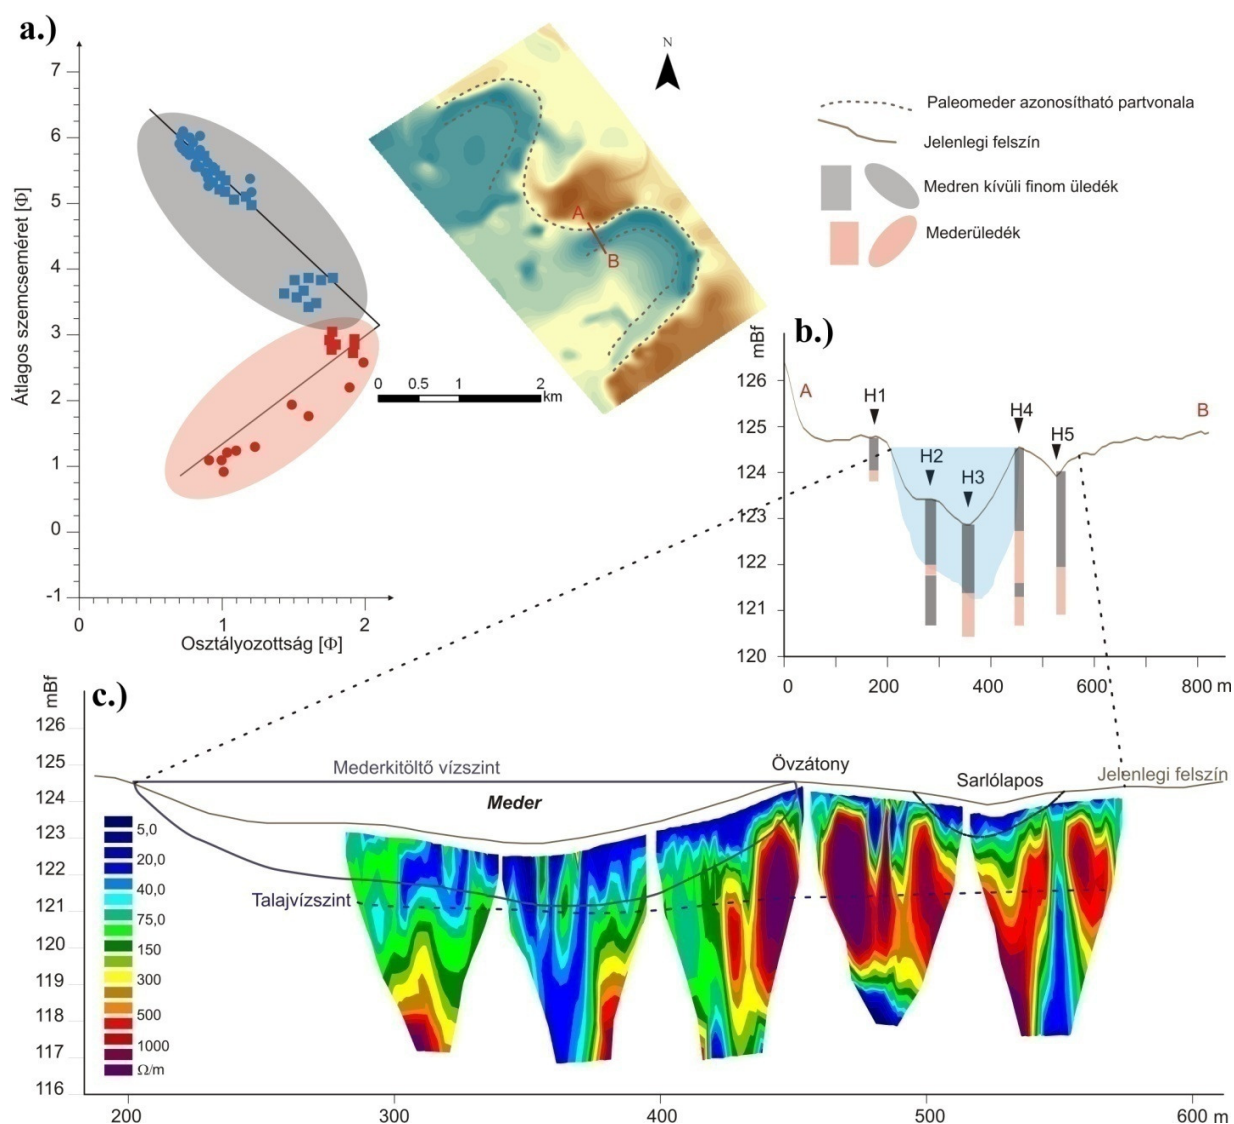 a.)
7
6
5
4
3
2
1
0
-1
Átlagos szemcseméret [Φ]
0 1 2
Osztályozottság [Φ]
N
A
B
0 0.5 1 2
km
Paleomeder azonosítható partvonala
Jelenlegi felszín
Medren kívüli finom üledék
Mederüledék
b.)
mBf
126
125
124
123
122
121
120
A
H1
H2
H3
H4
H5
B
0 200 400 600 800 m
c.)
mBf
126
125
124
123
122
121
120
119
118
117
116
Mederkitöltő vízszint
Meder
Övzátony
Sarlólapos
Jelenlegi felszín
Talajvízszint
5,0
20,0
40,0
75,0
150
300
500
1000
Ω/m
200 300 400 500 600 m